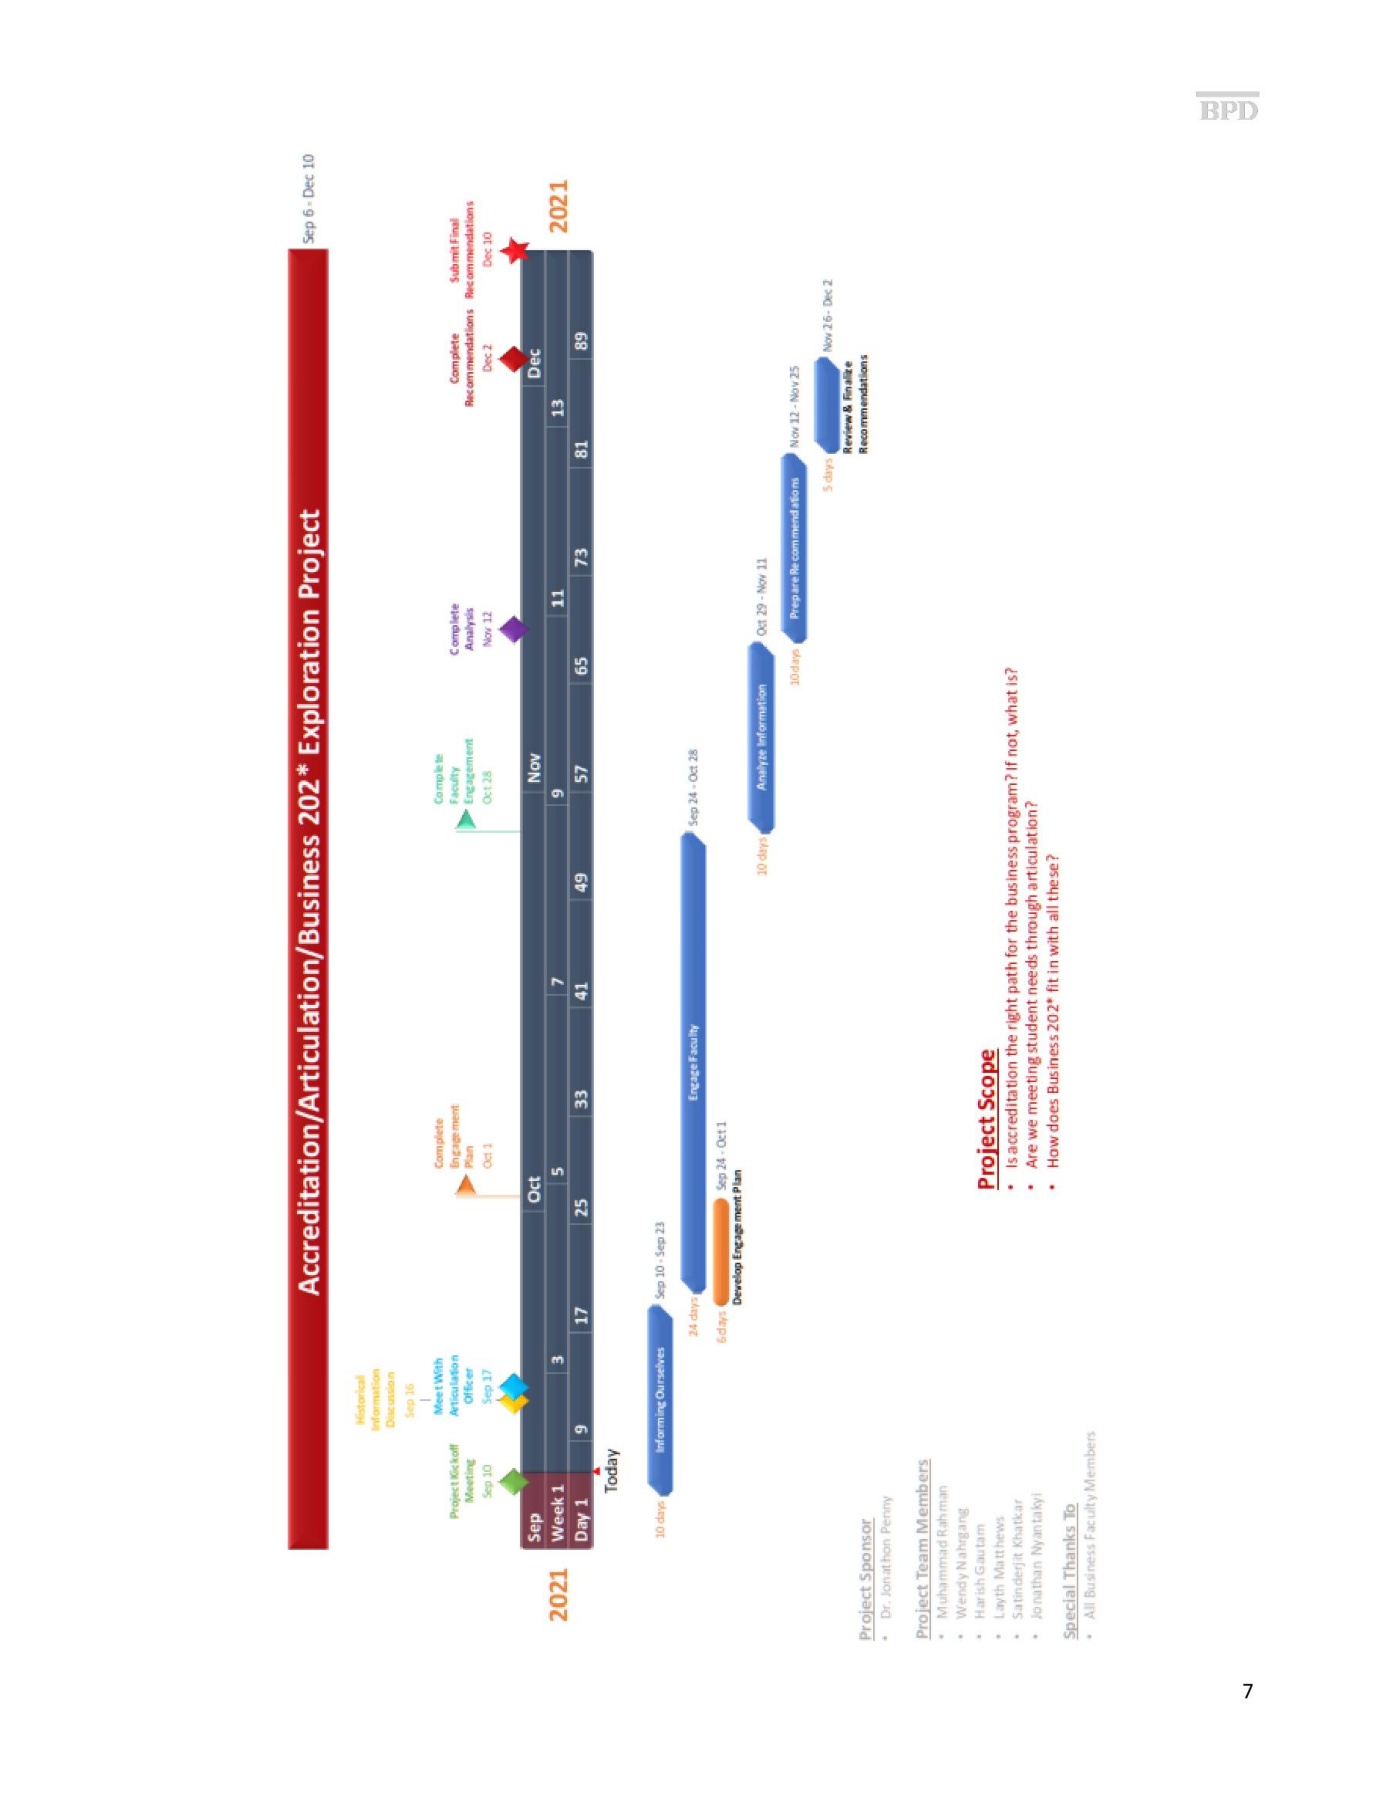 BPD
Accreditation/Articulation/Business 202* Exploration Project
Sep 6 - Dec 10
Historical
Information
Discussion
Sep 16
Project Kickoff
Meeting
Sep 10
Meet With
Articulation
Officer
Sep 17
Complete
Engagement
Plan
Oct 1
Complete
Faculty
Engagement
Oct 28
Complete
Analysis
Nov 12
Complete
Recommendations
Dec 2
Submit Final
Recommendations
Dec 10
2021
Sep Oct Nov Dec
Week 1 3 5 7 9 11 13
Day 1 9 17 25 33 41 49 57 65 73 81 89
2021
Today
10 days Informing Ourselves Sep 10 - Sep 23
24 days Engage Faculty Sep 24 - Oct 28
6 days Sep 24 - Oct 1
Develop Engagement Plan
10 days Analyze Information Oct 29 - Nov 11
10 days Prepare Recommendations Nov 12 - Nov 25
5 days Nov 26 - Dec 2
Review & Finalize
Recommendations
Project Sponsor
• Dr. Jonathon Penny
Project Team Members
• Muhammad Rahman
• Wendy Nahrgang
• Harish Gautam
• Layth Matthews
• Satinderjit Khatkar
• Jonathan Nyantakyi
Special Thanks To
• All Business Faculty Members
Project Scope
• Is accreditation the right path for the business program? If not, what is?
• Are we meeting student needs through articulation?
• How does Business 202* fit in with all these?
7